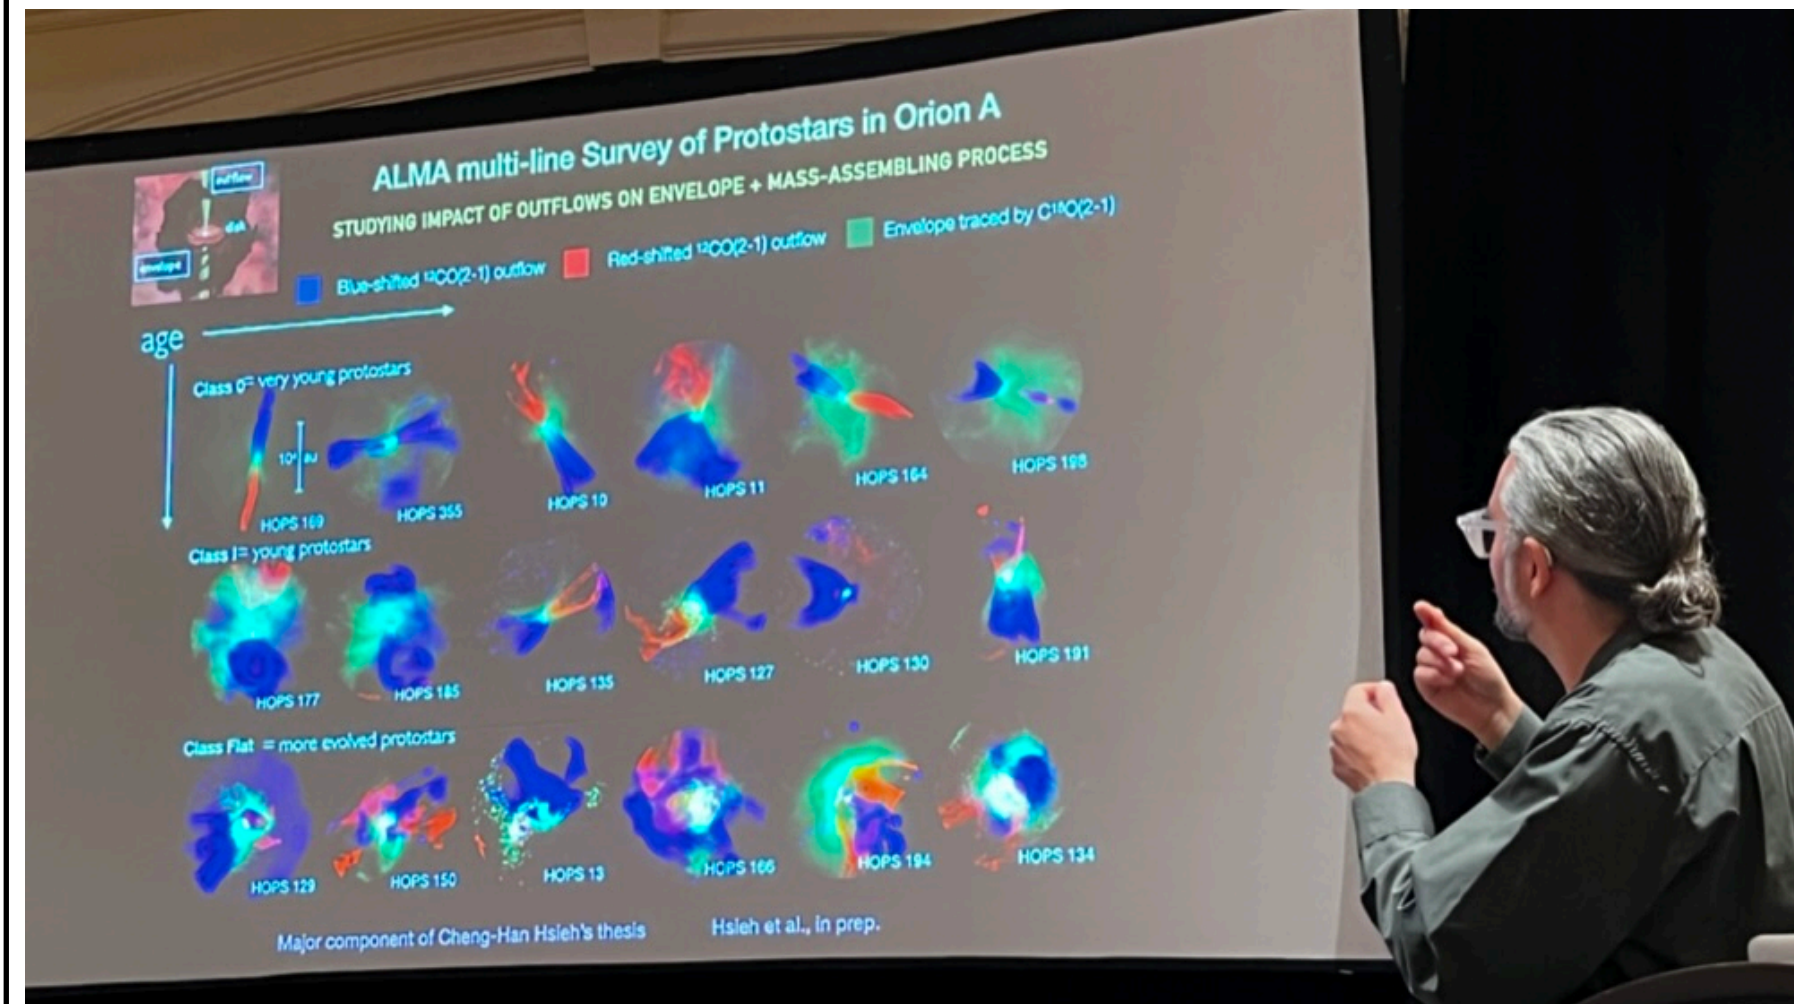 ALMA multi-line Survey of Protostars in Orion A
STUDYING IMPACT OF OUTFLOWS ON ENVELOPE + MASS-ASSEMBLING PROCESS
outflow
disk
envelope
Blue-shifted ¹²CO(2-1) outflow
Red-shifted ¹²CO(2-1) outflow
Envelope traced by C¹⁸O(2-1)
age
Class 0= very young protostars
au
HOPS 169
HOPS 355
HOPS 10
HOPS 11
HOPS 164
HOPS 198
Class I= young protostars
HOPS 177
HOPS 185
HOPS 135
HOPS 127
HOPS 130
HOPS 191
Class Flat = more evolved protostars
HOPS 129
HOPS 150
HOPS 13
HOPS 166
HOPS 194
HOPS 134
Major component of Cheng-Han Hsieh's thesis
Hsieh et al., in prep.